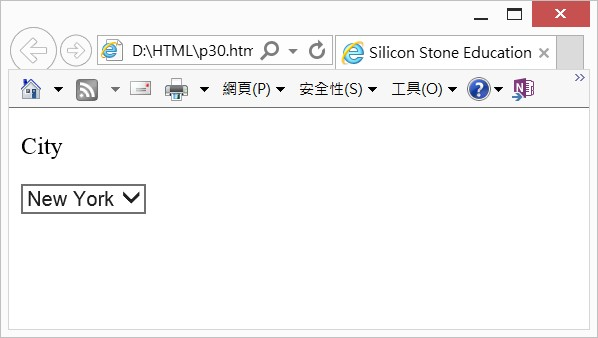 D:\HTML\p30.htm
Silicon Stone Education
網頁(P) 安全性(S) 工具(O)
City
New York